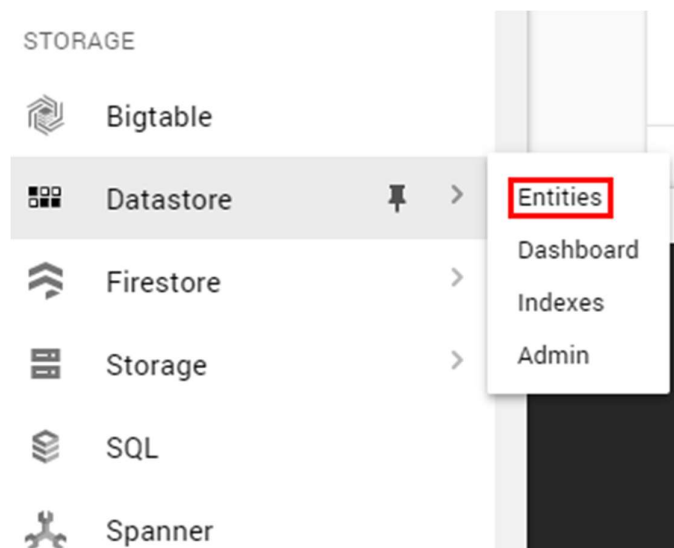 STORAGE
Bigtable
Datastore
Entities
Dashboard
Indexes
Admin
Firestore
Storage
SQL
Spanner